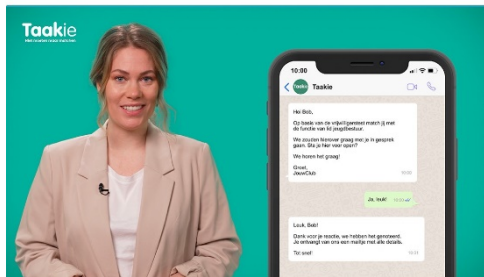 Taakie
10:00
Taakie
Taakie
Hoi Bob,
Op basis van de vrijwilligerstest match jij met
de functie van lid jeugdbestuur.
We zouden hierover graag met je in gesprek
gaan. Sta je hier voor open?
We horen het graag!
Groet,
JouwClub
Ja, leuk!
Leuk, Bob!
Dank voor je reactie, we hebben het genoteerd.
Je ontvangt van ons een mailtje met alle details.
Tot snel!